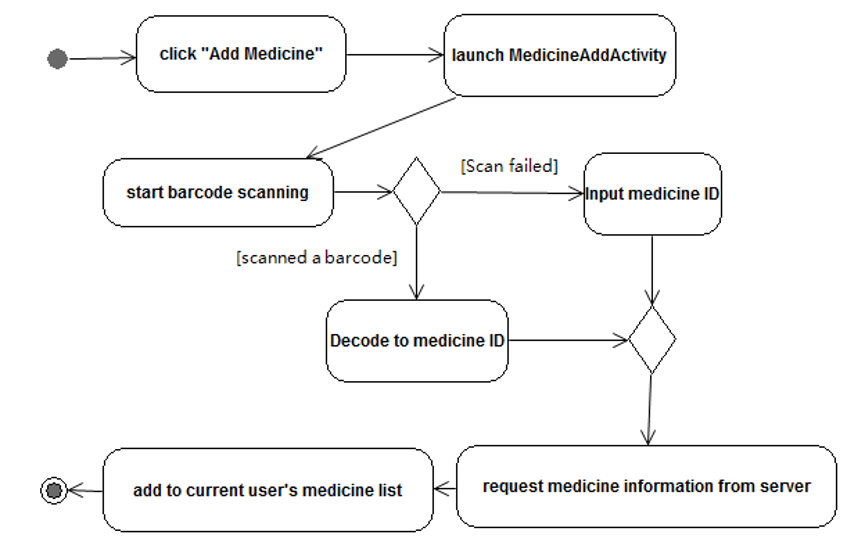 click "Add Medicine"
launch MedicineAddActivity
[Scan failed]
start barcode scanning
Input medicine ID
[scanned a barcode]
Decode to medicine ID
add to current user's medicine list
request medicine information from server